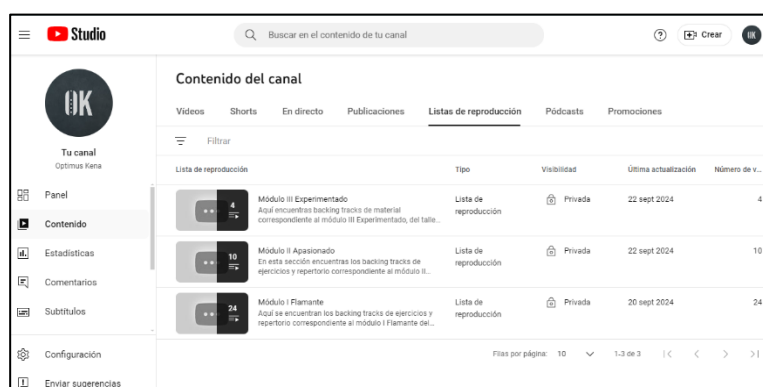 Studio
Buscar en el contenido de tu canal
Crear
ØK
ØK
Tu canal
Optimus Kena
Panel
Contenido
Estadísticas
Comentarios
Subtítulos
Configuración
Enviar sugerencias
Contenido del canal
Vídeos Shorts En directo Publicaciones Listas de reproducción Pódcasts Promociones
Filtrar
Lista de reproducción Tipo Visibilidad Última actualización Número de v...
4
Módulo III Experimentado
Aquí encuentras backing tracks de material
correspondiente al módulo III Experimentado, del talle...
Lista de
reproducción
Privada 22 sept 2024 4
10
Módulo II Apasionado
En esta sección encuentras los backing tracks de
ejercicios y repertorio correspondiente al módulo II...
Lista de
reproducción
Privada 22 sept 2024 10
24
Módulo I Flamante
Aquí se encuentran los backing tracks de ejercicios y
repertorio correspondiente al módulo I Flamante del...
Lista de
reproducción
Privada 20 sept 2024 24
Filas por página: 10 1-3 de 3